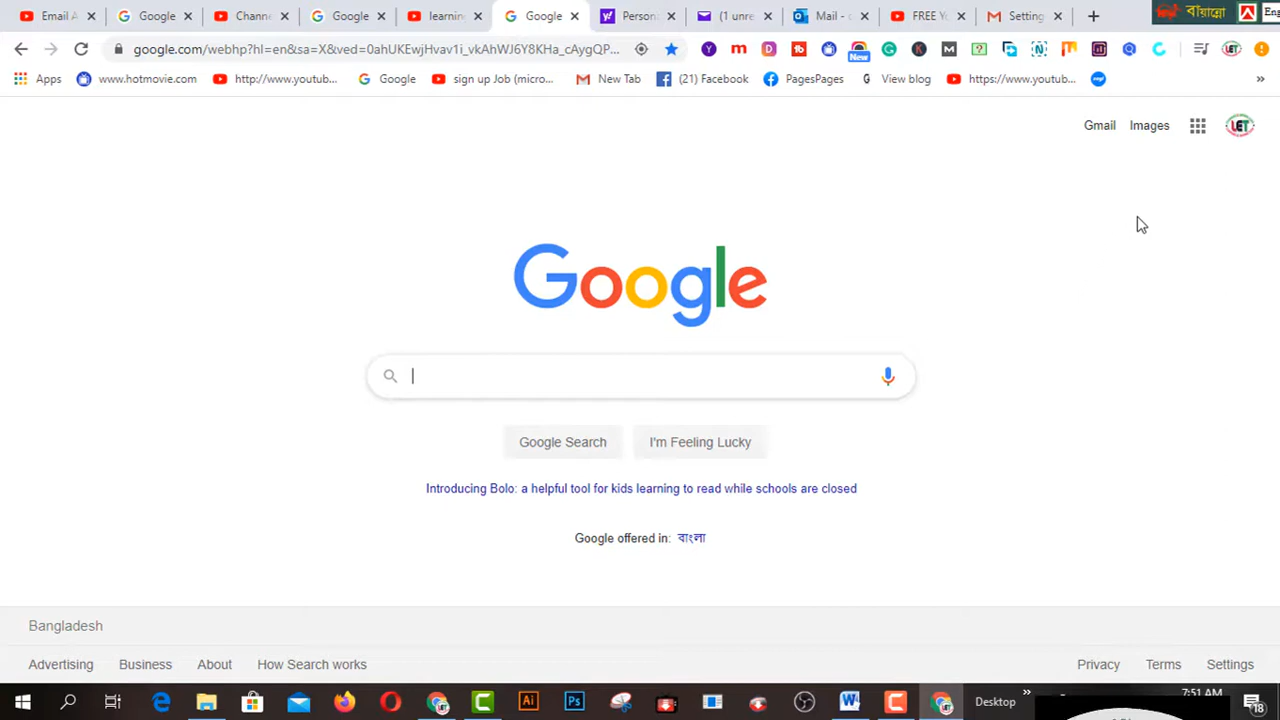 Email A
Google
Channe
Google
learnin
Google
Person
(1 unre
Mail -
FREE V
Setting
বায়ান্নো
Eng
google.com/webhp?hl=en&sa=X&ved=0ahUKEwjHvav1i_vkAhWJ6Y8KHa_cAygQP...
New
Apps
www.hotmovie.com
http://www.youtub...
Google
sign up Job (micro...
New Tab
(21) Facebook
PagesPages
View blog
https://www.youtub...
»
Gmail
Images
LET
Google
Google Search
I'm Feeling Lucky
Introducing Bolo: a helpful tool for kids learning to read while schools are closed
Google offered in: বাংলা
Bangladesh
Advertising
Business
About
How Search works
Privacy
Terms
Settings
Desktop
»
7:51 AM
18